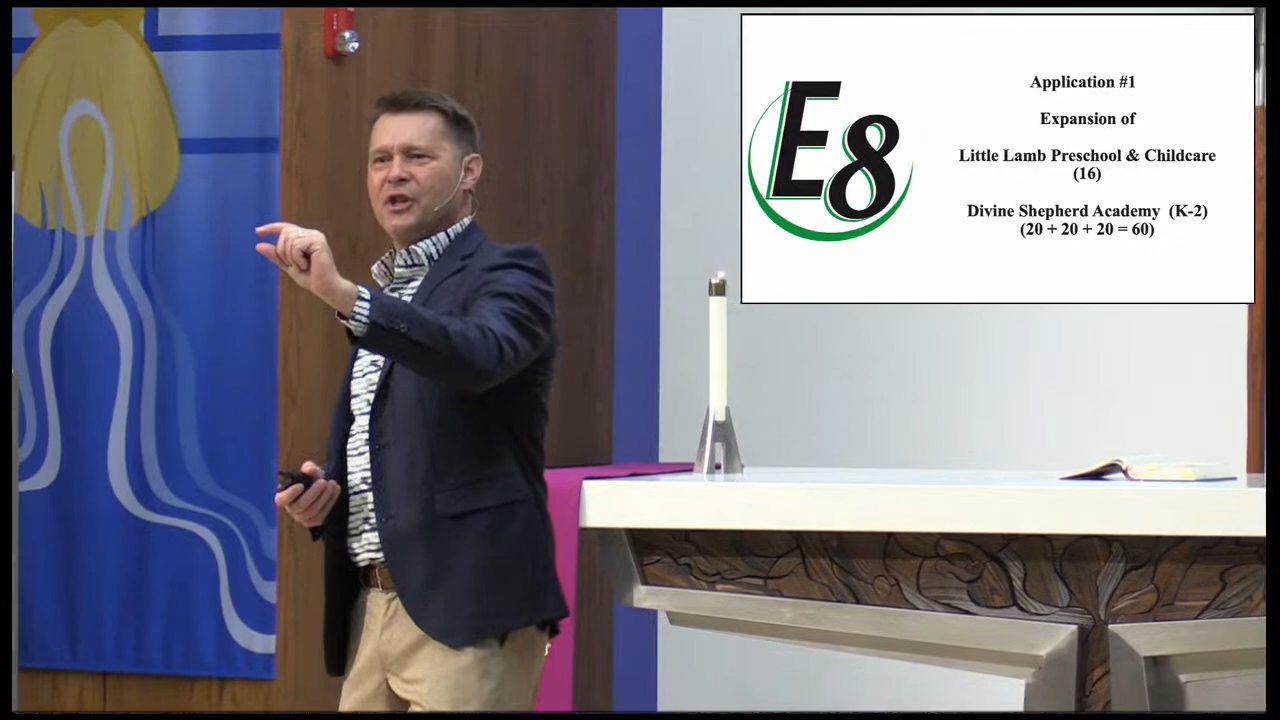 E8
Application #1
Expansion of
Little Lamb Preschool & Childcare
(16)
Divine Shepherd Academy (K-2)
(20 + 20 + 20 = 60)